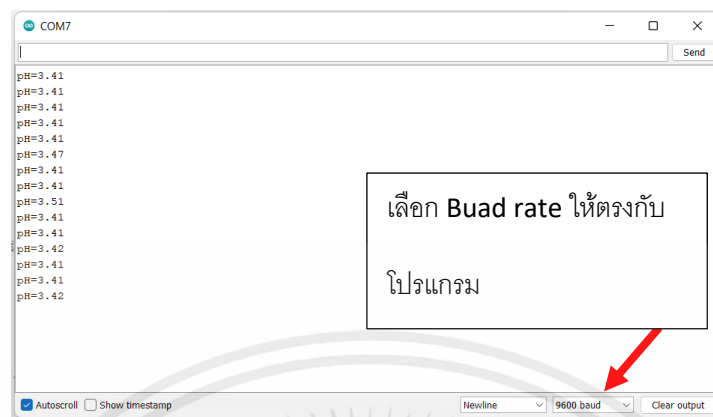 COM7
Send
pH=3.41
pH=3.41
pH=3.41
pH=3.41
pH=3.41
pH=3.47
pH=3.41
pH=3.41
pH=3.51
pH=3.41
pH=3.41
pH=3.42
pH=3.41
pH=3.41
pH=3.42
เลือก Buad rate ให้ตรงกับ
โปรแกรม
Autoscroll Show timestamp Newline 9600 baud Clear output